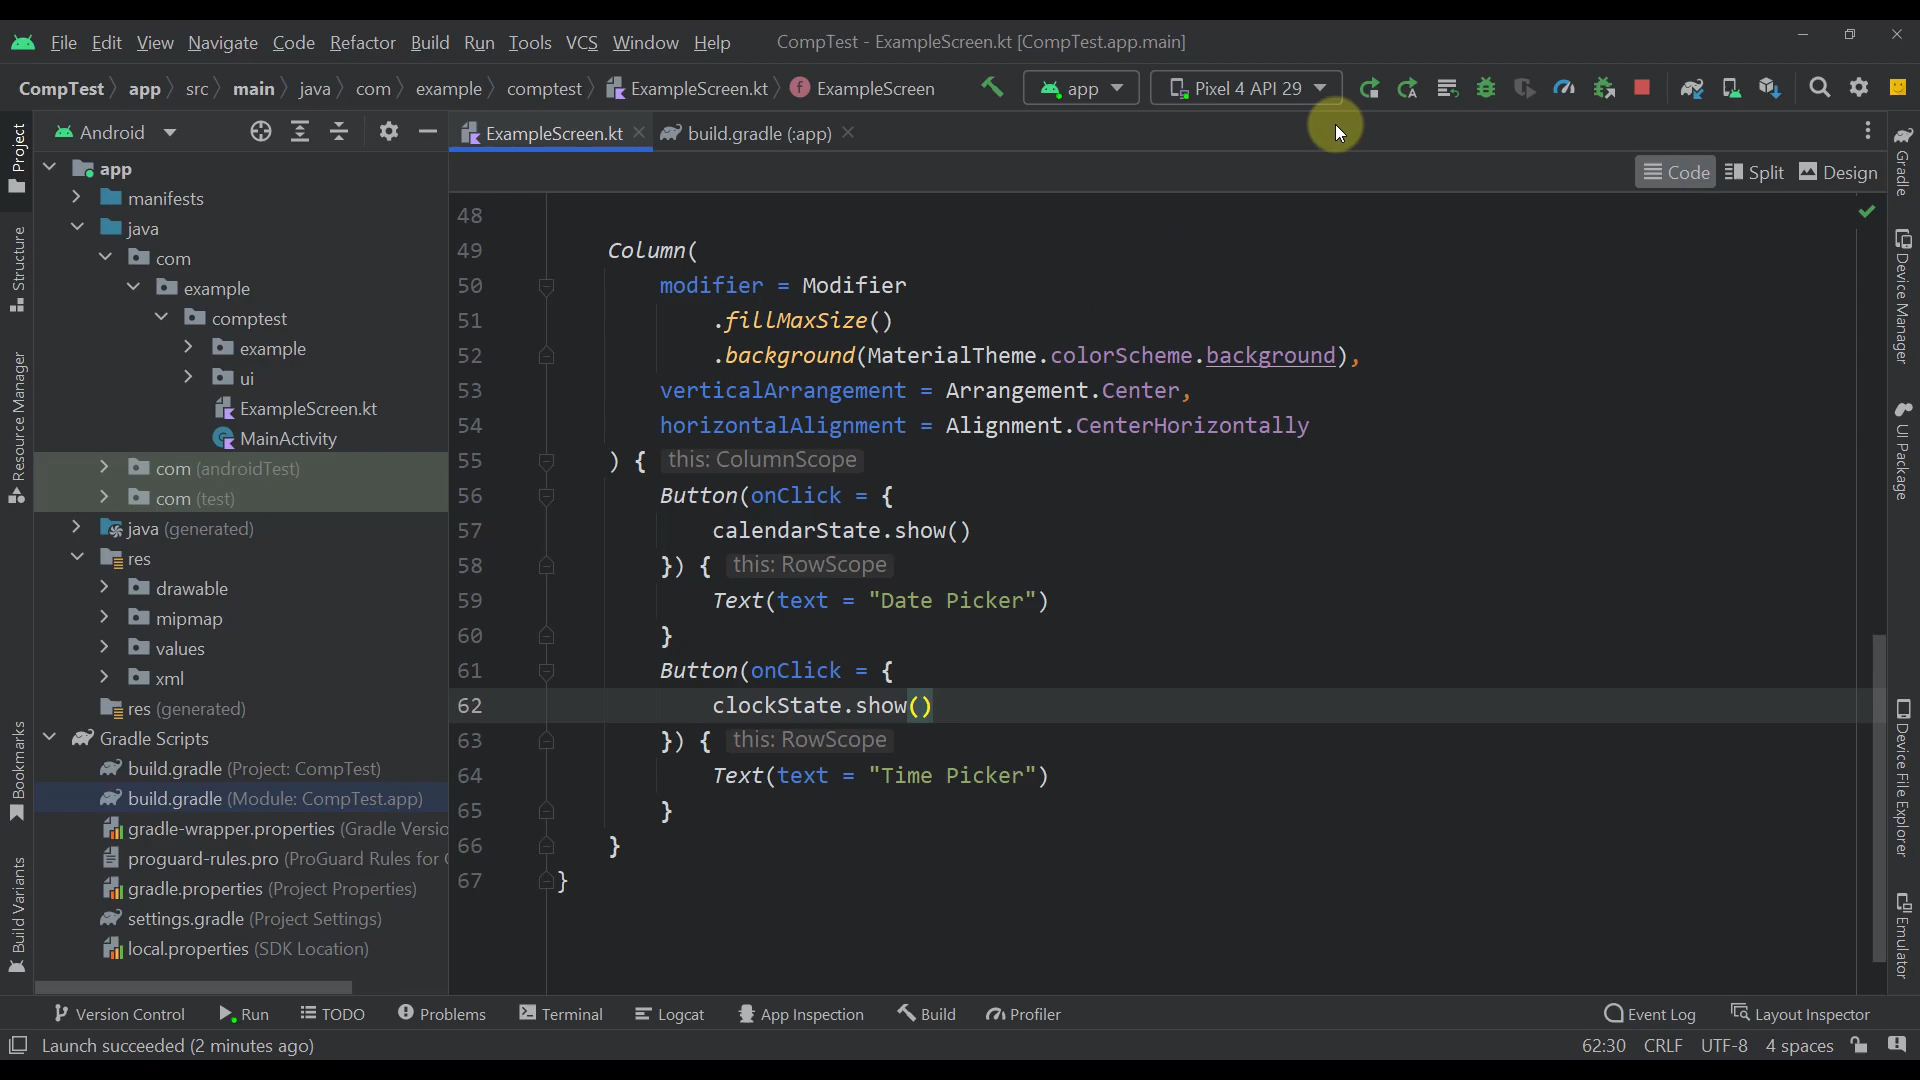 File Edit View Navigate Code Refactor Build Run Tools VCS Window Help CompTest - ExampleScreen.kt [CompTest.app.main]
CompTest app src main java com example comptest ExampleScreen.kt ExampleScreen app Pixel 4 API 29
Android
ExampleScreen.kt build.gradle (:app)
Code Split Design
Project
Structure
Resource Manager
Bookmarks
Build Variants
app
manifests
java
com
example
comptest
example
ui
ExampleScreen.kt
MainActivity
com (androidTest)
com (test)
java (generated)
res
drawable
mipmap
values
xml
res (generated)
Gradle Scripts
build.gradle (Project: CompTest)
build.gradle (Module: CompTest.app)
gradle-wrapper.properties (Gradle Versio
proguard-rules.pro (ProGuard Rules for
gradle.properties (Project Properties)
settings.gradle (Project Settings)
local.properties (SDK Location)
48
49 Column(
50 modifier = Modifier
51 .fillMaxSize()
52 .background(MaterialTheme.colorScheme.background),
53 verticalArrangement = Arrangement.Center,
54 horizontalAlignment = Alignment.CenterHorizontally
55 ) { this: ColumnScope
56 Button(onClick = {
57 calendarState.show()
58 }) { this: RowScope
59 Text(text = "Date Picker")
60 }
61 Button(onClick = {
62 clockState.show()
63 }) { this: RowScope
64 Text(text = "Time Picker")
65 }
66 }
67 }
Gradle
Device Manager
UI Package
Device File Explorer
Emulator
Version Control Run TODO Problems Terminal Logcat App Inspection Build Profiler Event Log Layout Inspector
Launch succeeded (2 minutes ago) 62:30 CRLF UTF-8 4 spaces